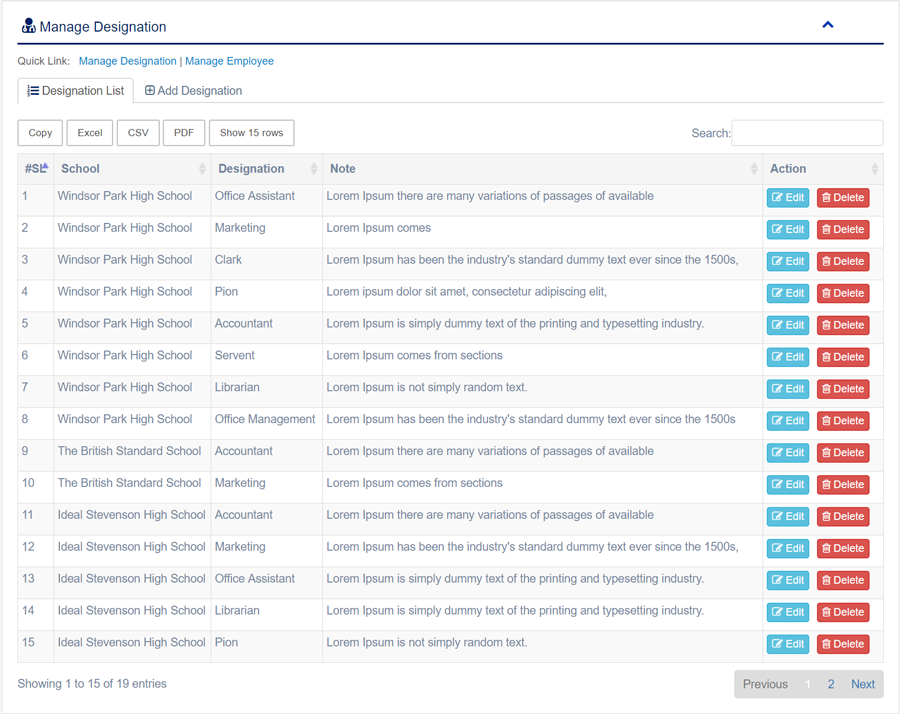 Manage Designation
Quick Link: Manage Designation | Manage Employee
Designation List Add Designation
Copy Excel CSV PDF Show 15 rows Search:
#SL School Designation Note Action
1 Windsor Park High School Office Assistant Lorem Ipsum there are many variations of passages of available Edit Delete
2 Windsor Park High School Marketing Lorem Ipsum comes Edit Delete
3 Windsor Park High School Clark Lorem Ipsum has been the industry's standard dummy text ever since the 1500s, Edit Delete
4 Windsor Park High School Pion Lorem ipsum dolor sit amet, consectetur adipiscing elit, Edit Delete
5 Windsor Park High School Accountant Lorem Ipsum is simply dummy text of the printing and typesetting industry. Edit Delete
6 Windsor Park High School Servent Lorem Ipsum comes from sections Edit Delete
7 Windsor Park High School Librarian Lorem Ipsum is not simply random text. Edit Delete
8 Windsor Park High School Office Management Lorem Ipsum has been the industry's standard dummy text ever since the 1500s Edit Delete
9 The British Standard School Accountant Lorem Ipsum there are many variations of passages of available Edit Delete
10 The British Standard School Marketing Lorem Ipsum comes from sections Edit Delete
11 Ideal Stevenson High School Accountant Lorem Ipsum there are many variations of passages of available Edit Delete
12 Ideal Stevenson High School Marketing Lorem Ipsum has been the industry's standard dummy text ever since the 1500s, Edit Delete
13 Ideal Stevenson High School Office Assistant Lorem Ipsum is simply dummy text of the printing and typesetting industry. Edit Delete
14 Ideal Stevenson High School Librarian Lorem Ipsum is simply dummy text of the printing and typesetting industry. Edit Delete
15 Ideal Stevenson High School Pion Lorem Ipsum is not simply random text. Edit Delete
Showing 1 to 15 of 19 entries Previous 1 2 Next